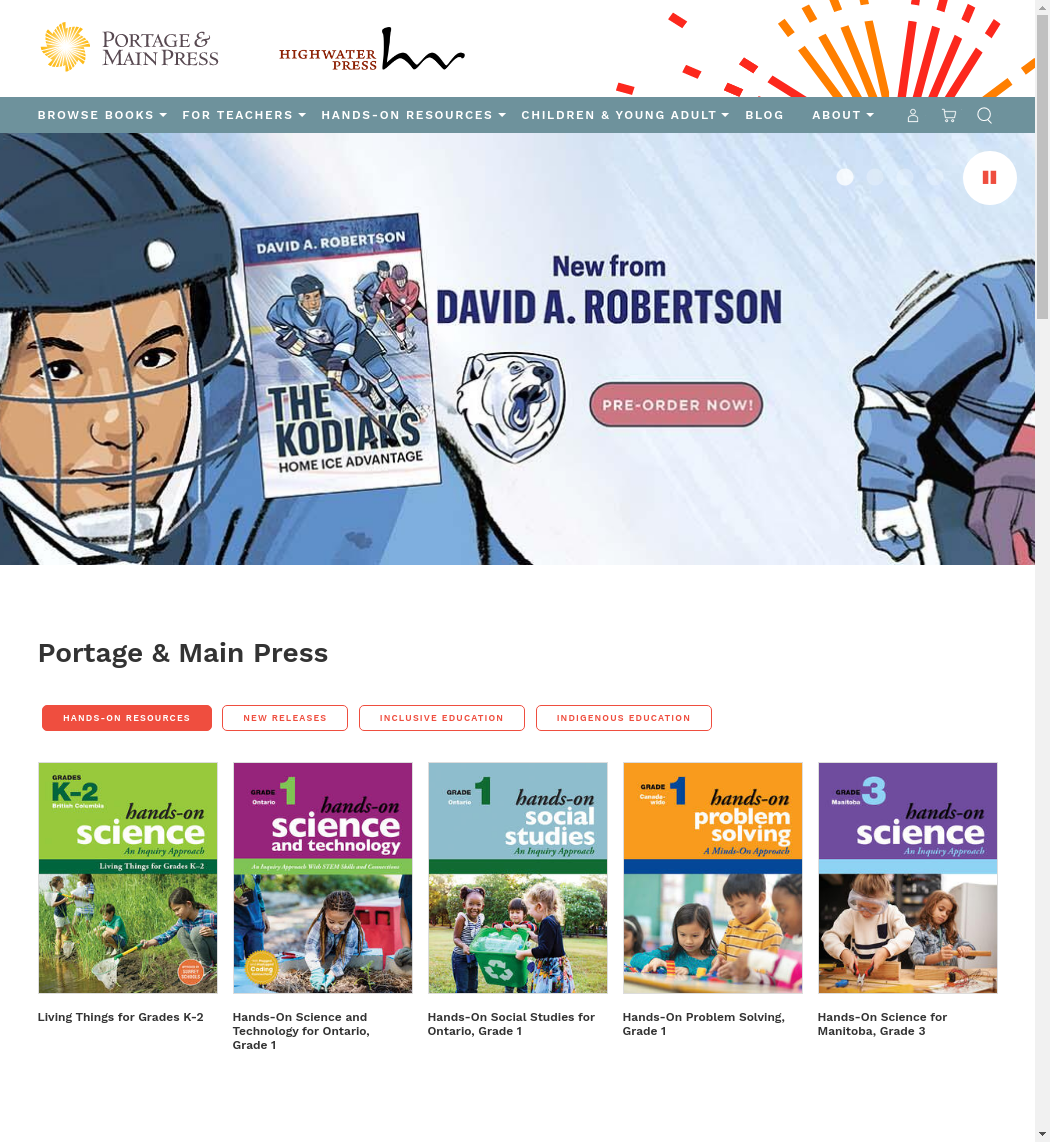 PORTAGE &
MAIN PRESS
HIGHWATER
PRESS
BROWSE BOOKS
FOR TEACHERS
HANDS-ON RESOURCES
CHILDREN & YOUNG ADULT
BLOG
ABOUT
DAVID A. ROBERTSON
THE
KODIAKS
HOME ICE ADVANTAGE
New from
DAVID A. ROBERTSON
PRE-ORDER NOW!
Portage & Main Press
HANDS-ON RESOURCES
NEW RELEASES
INCLUSIVE EDUCATION
INDIGENOUS EDUCATION
GRADES
K-2
British Columbia
hands-on
science
An Inquiry Approach
Living Things for Grades K-2
GRADE 1
Ontario
hands-on
science
and technology
An Inquiry Approach With STEM Skills and Connections
Coding
GRADE 1
Ontario
hands-on
social
studies
An Inquiry Approach
GRADE 1
Canada-
wide
hands-on
problem
solving
A Minds-On Approach
GRADE 3
Manitoba
hands-on
science
An Inquiry Approach
Living Things for Grades K-2
Hands-On Science and
Technology for Ontario,
Grade 1
Hands-On Social Studies for
Ontario, Grade 1
Hands-On Problem Solving,
Grade 1
Hands-On Science for
Manitoba, Grade 3